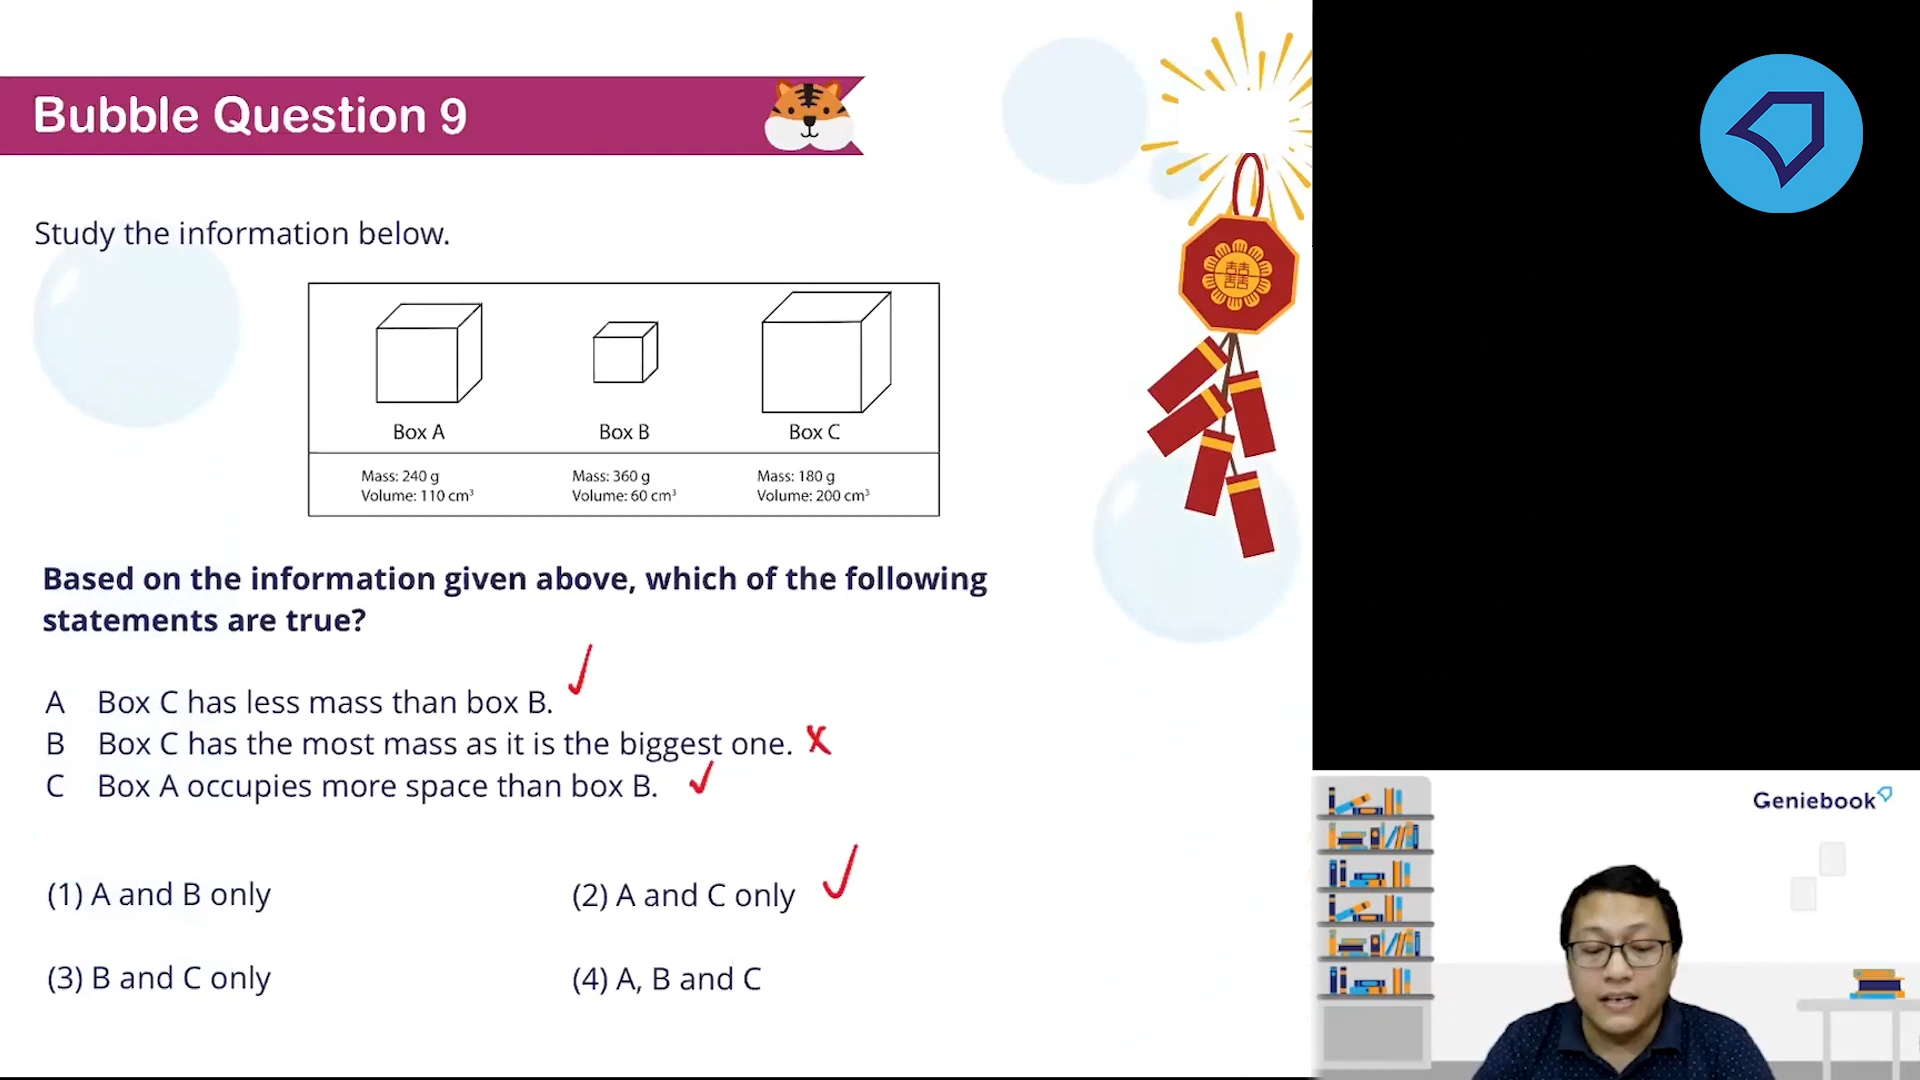 Bubble Question 9
Study the information below.
Box A
Box B
Box C
Mass: 240 g
Volume: 110 cm³
Mass: 360 g
Volume: 60 cm³
Mass: 180 g
Volume: 200 cm³
Based on the information given above, which of the following
statements are true?
A Box C has less mass than box B.
B Box C has the most mass as it is the biggest one.
C Box A occupies more space than box B.
(1) A and B only
(2) A and C only
(3) B and C only
(4) A, B and C
Geniebook
囍